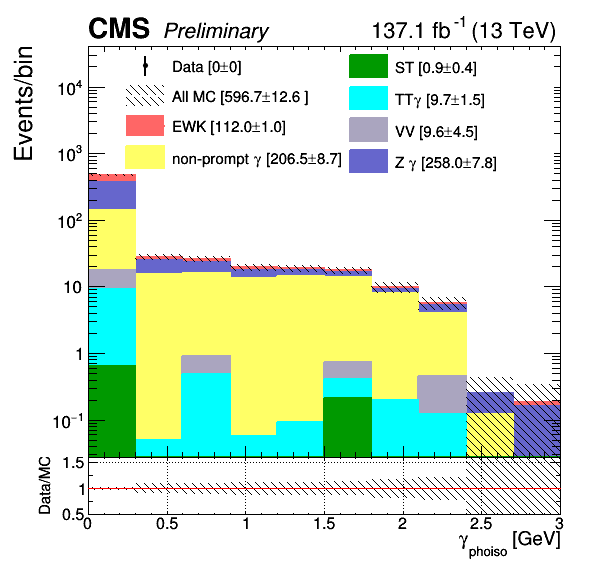 CMS Preliminary 137.1 fb⁻¹ (13 TeV)
Events/bin
Data [0±0]
All MC [596.7±12.6 ]
EWK [112.0±1.0]
non-prompt γ [206.5±8.7]
ST [0.9±0.4]
TTγ [9.7±1.5]
VV [9.6±4.5]
Z γ [258.0±7.8]
10⁴
10³
10²
10
1
10⁻¹
Data/MC
1.5
1
0.5
0 0.5 1 1.5 2 2.5 3
γ phoiso [GeV]